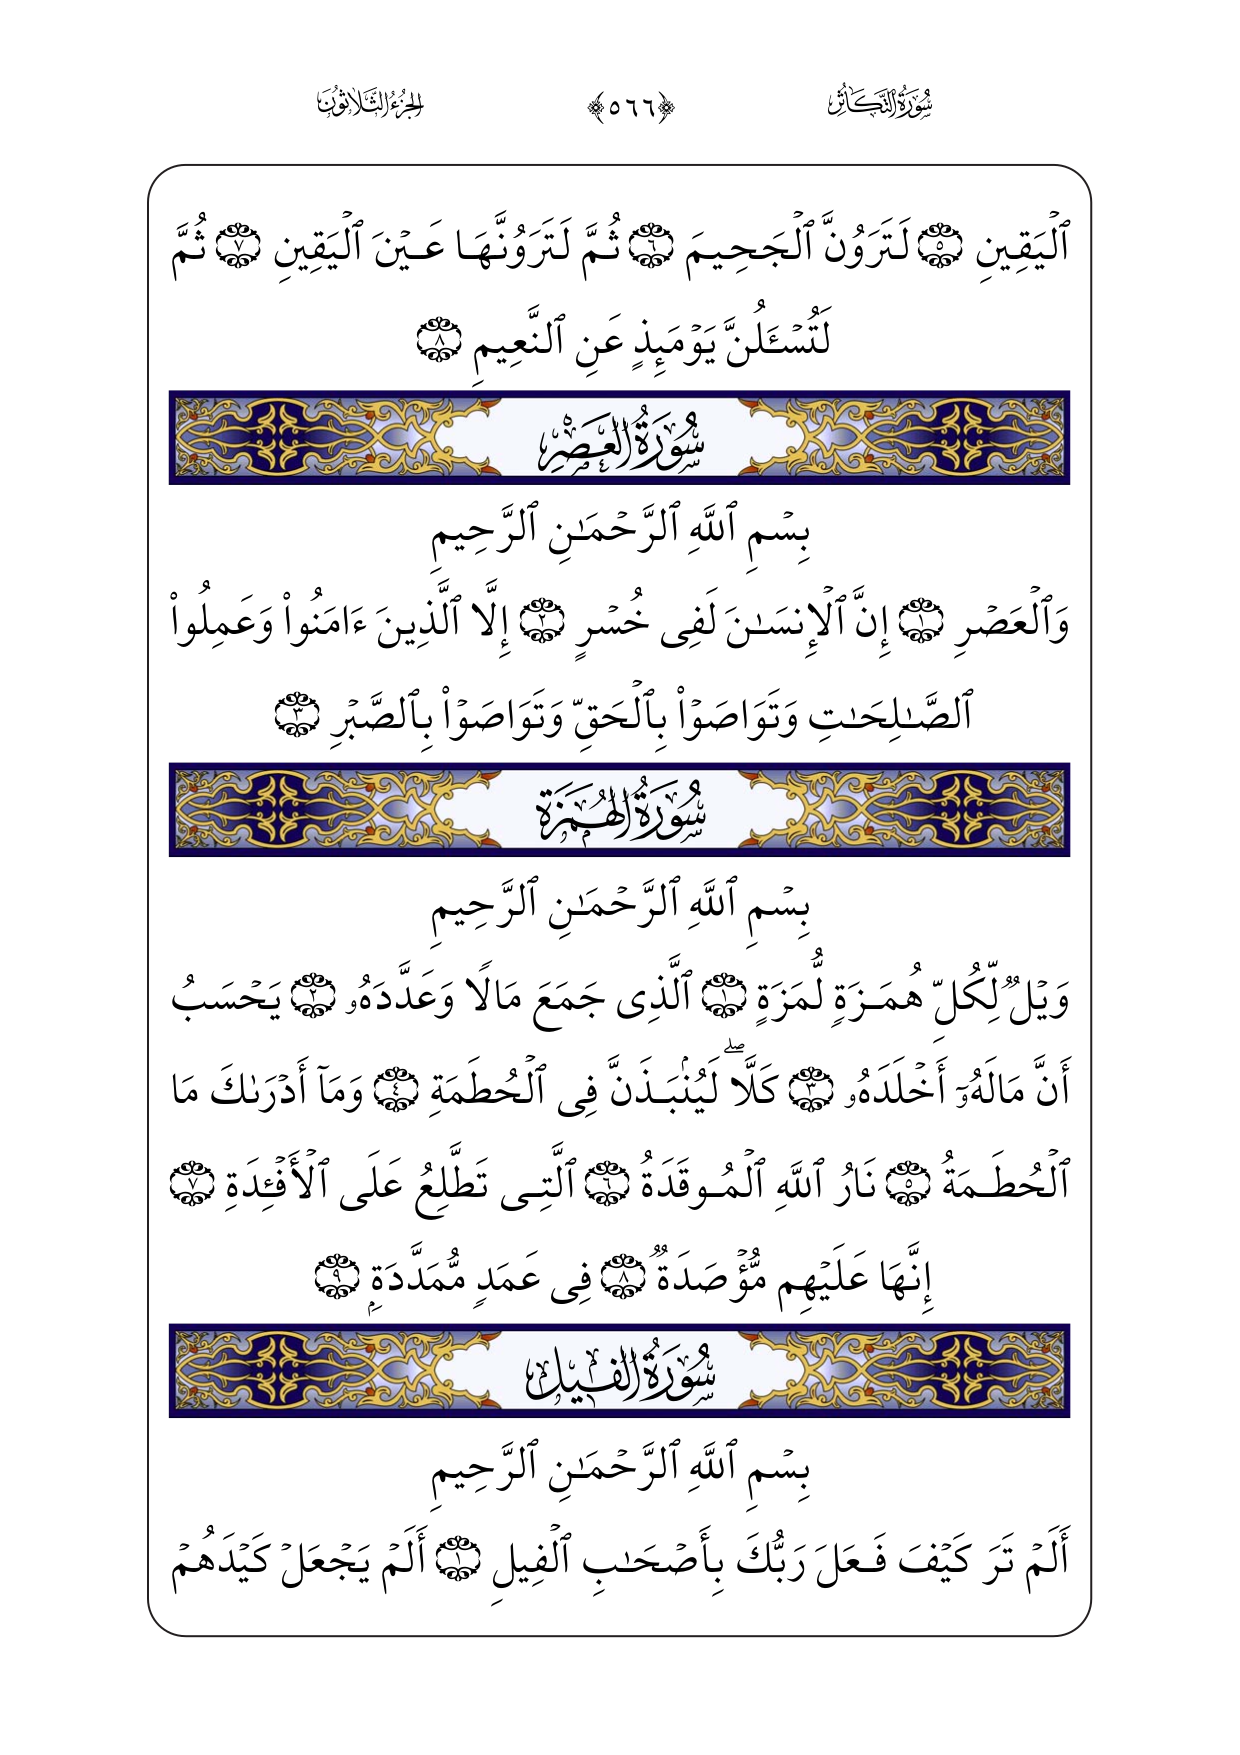 سُورَةُ التَّكَاثُر ﴿٥٦٦﴾ الجُزْءُ الثَّلَاثُونَ
ٱلْيَقِينِ ٥ لَتَرَوُنَّ ٱلْجَحِيمَ ٦ ثُمَّ لَتَرَوُنَّهَا عَيْنَ ٱلْيَقِينِ ٧ ثُمَّ
لَتُسْـَٔلُنَّ يَوْمَئِذٍ عَنِ ٱلنَّعِيمِ ٨
سُورَةُ العَصْرِ
بِسْمِ ٱللَّهِ ٱلرَّحْمَـٰنِ ٱلرَّحِيمِ
وَٱلْعَصْرِ ١ إِنَّ ٱلْإِنسَـٰنَ لَفِى خُسْرٍ ٢ إِلَّا ٱلَّذِينَ ءَامَنُوا۟ وَعَمِلُوا۟
ٱلصَّـٰلِحَـٰتِ وَتَوَاصَوْا۟ بِٱلْحَقِّ وَتَوَاصَوْا۟ بِٱلصَّبْرِ ٣
سُورَةُ الهُمَزَة
بِسْمِ ٱللَّهِ ٱلرَّحْمَـٰنِ ٱلرَّحِيمِ
وَيْلٌ لِّكُلِّ هُمَزَةٍ لُّمَزَةٍ ١ ٱلَّذِى جَمَعَ مَالًا وَعَدَّدَهُۥ ٢ يَحْسَبُ
أَنَّ مَالَهُۥٓ أَخْلَدَهُۥ ٣ كَلَّا ۖ لَيُنۢبَذَنَّ فِى ٱلْحُطَمَةِ ٤ وَمَآ أَدْرَىٰكَ مَا
ٱلْحُطَمَةُ ٥ نَارُ ٱللَّهِ ٱلْمُوقَدَةُ ٦ ٱلَّتِى تَطَّلِعُ عَلَى ٱلْأَفْـِٔدَةِ ٧
إِنَّهَا عَلَيْهِم مُّؤْصَدَةٌ ٨ فِى عَمَدٍ مُّمَدَّدَةٍۭ ٩
سُورَةُ الفِيل
بِسْمِ ٱللَّهِ ٱلرَّحْمَـٰنِ ٱلرَّحِيمِ
أَلَمْ تَرَ كَيْفَ فَعَلَ رَبُّكَ بِأَصْحَـٰبِ ٱلْفِيلِ ١ أَلَمْ يَجْعَلْ كَيْدَهُمْ